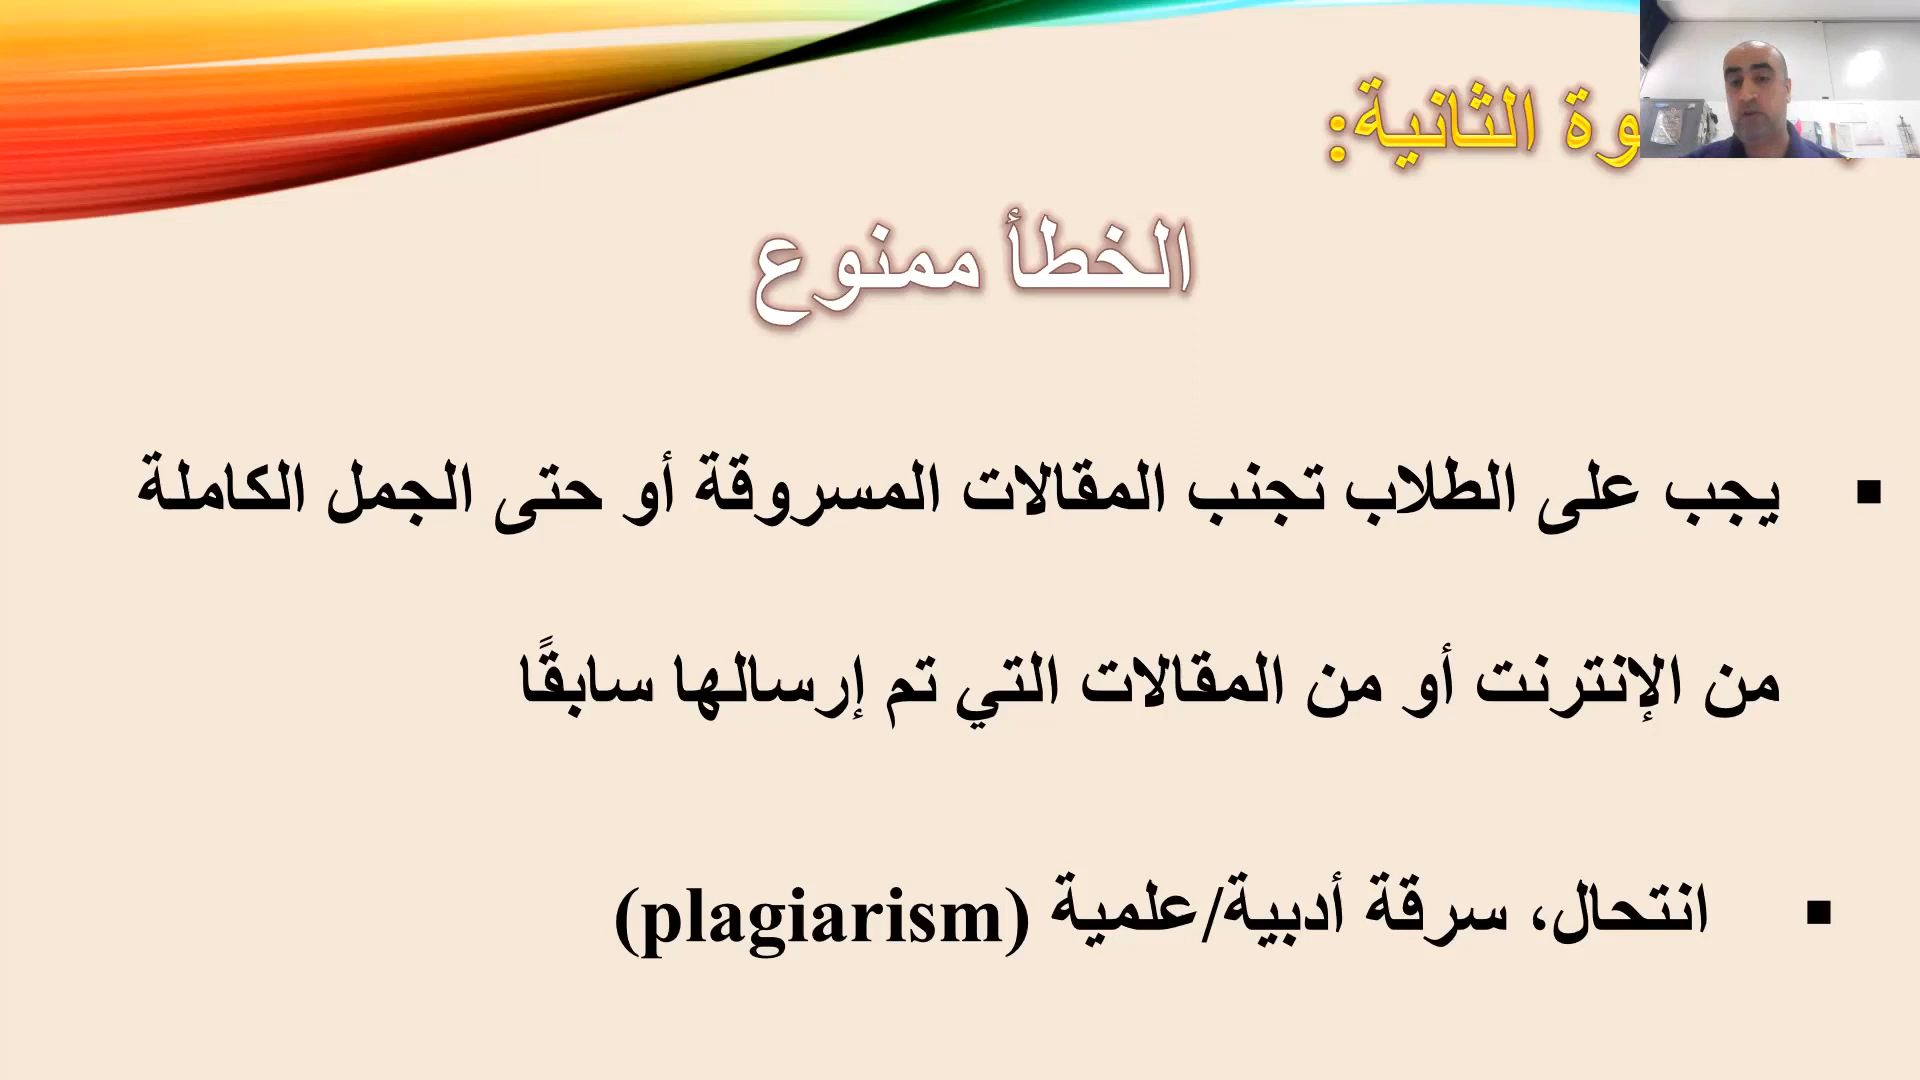 الثانية:
الخطأ ممنوع
▪ يجب على الطلاب تجنب المقالات المسروقة أو حتى الجمل الكاملة
من الإنترنت أو من المقالات التي تم إرسالها سابقًا
▪ انتحال، سرقة أدبية/علمية (plagiarism)